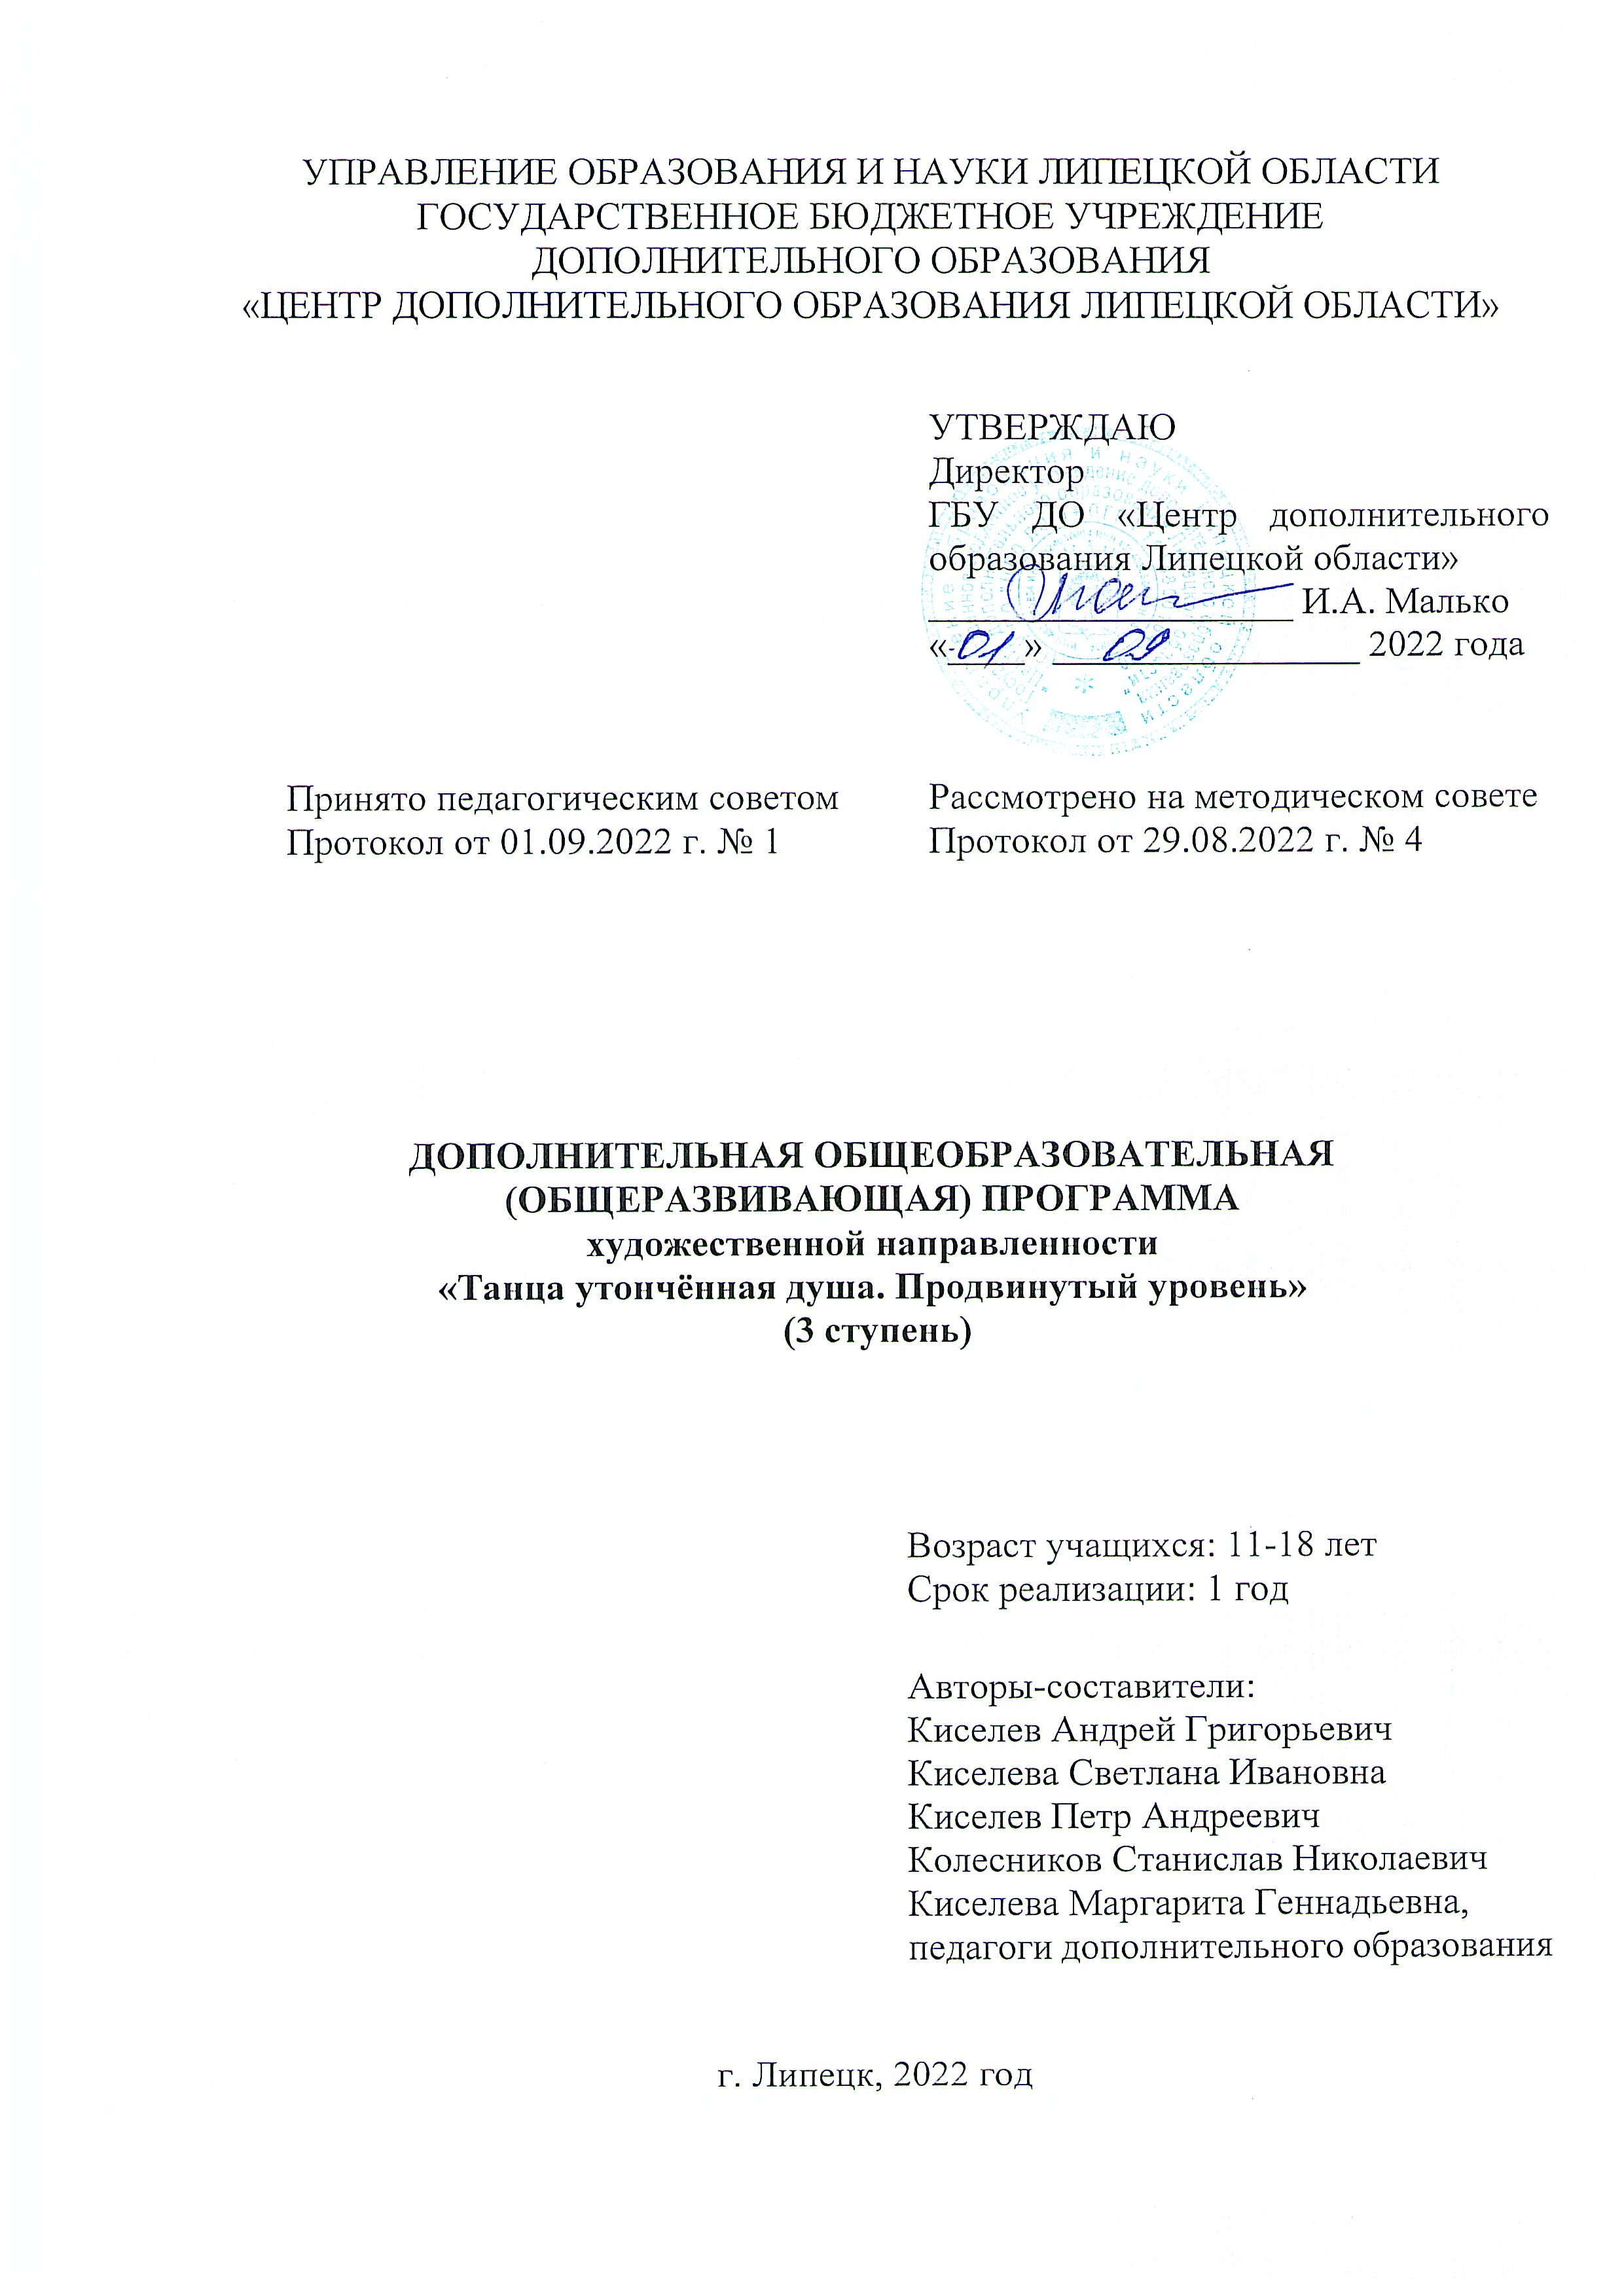 УПРАВЛЕНИЕ ОБРАЗОВАНИЯ И НАУКИ ЛИПЕЦКОЙ ОБЛАСТИ
ГОСУДАРСТВЕННОЕ БЮДЖЕТНОЕ УЧРЕЖДЕНИЕ
ДОПОЛНИТЕЛЬНОГО ОБРАЗОВАНИЯ
«ЦЕНТР ДОПОЛНИТЕЛЬНОГО ОБРАЗОВАНИЯ ЛИПЕЦКОЙ ОБЛАСТИ»
УТВЕРЖДАЮ
Директор
ГБУ ДО «Центр дополнительного
образования Липецкой области»
И.А. Малько
«01» 09 2022 года
Принято педагогическим советом
Протокол от 01.09.2022 г. № 1
Рассмотрено на методическом совете
Протокол от 29.08.2022 г. № 4
ДОПОЛНИТЕЛЬНАЯ ОБЩЕОБРАЗОВАТЕЛЬНАЯ
(ОБЩЕРАЗВИВАЮЩАЯ) ПРОГРАММА
художественной направленности
«Танца утончённая душа. Продвинутый уровень»
(3 ступень)
Возраст учащихся: 11-18 лет
Срок реализации: 1 год
Авторы-составители:
Киселев Андрей Григорьевич
Киселева Светлана Ивановна
Киселев Петр Андреевич
Колесников Станислав Николаевич
Киселева Маргарита Геннадьевна,
педагоги дополнительного образования
г. Липецк, 2022 год